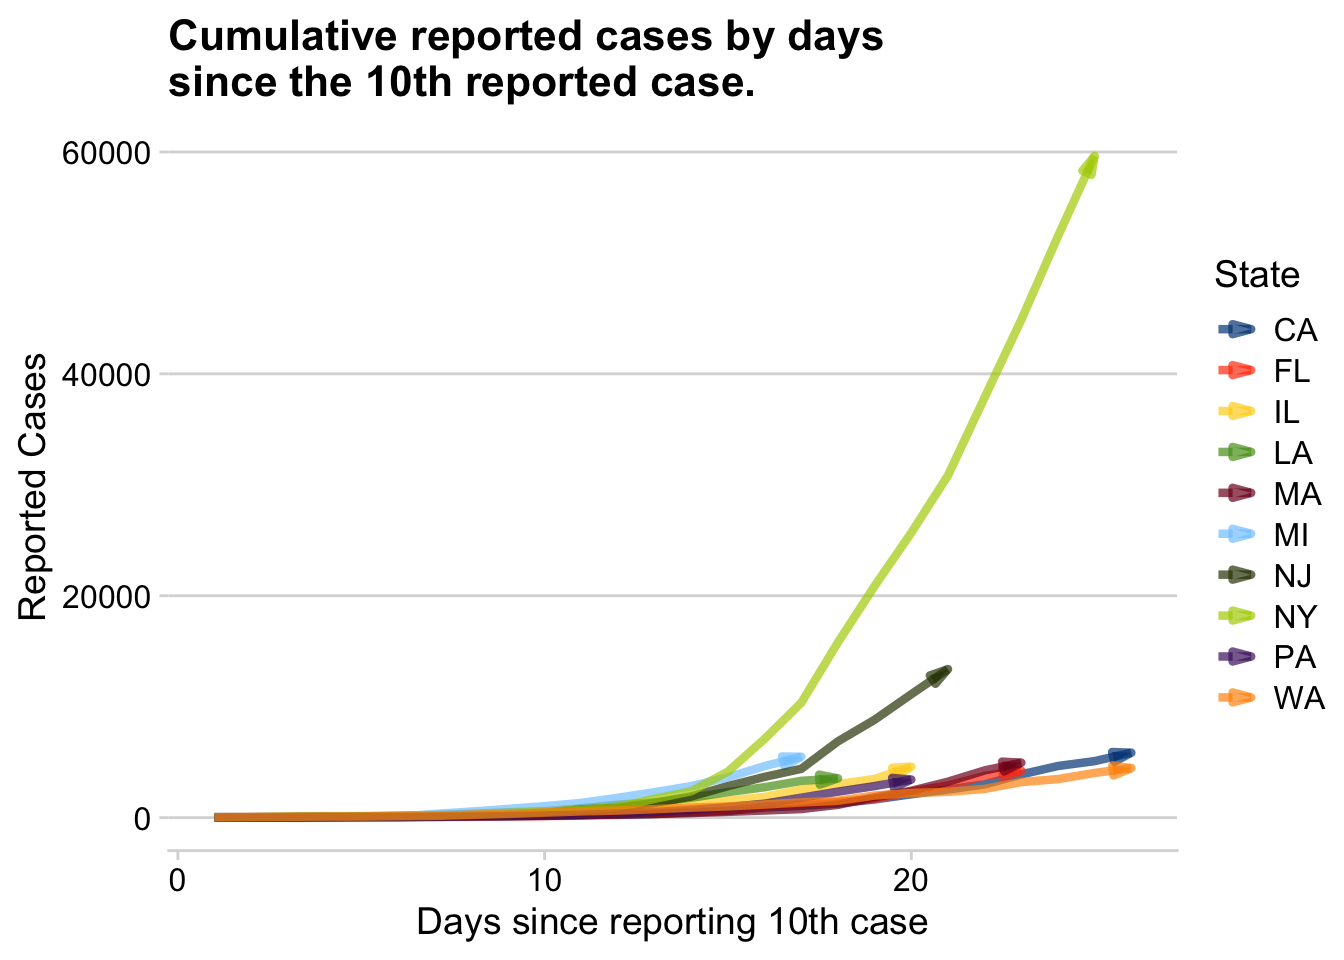 Cumulative reported cases by days
since the 10th reported case.
60000
40000
20000
0
Reported Cases
0
10
20
Days since reporting 10th case
State
CA
FL
IL
LA
MA
MI
NJ
NY
PA
WA